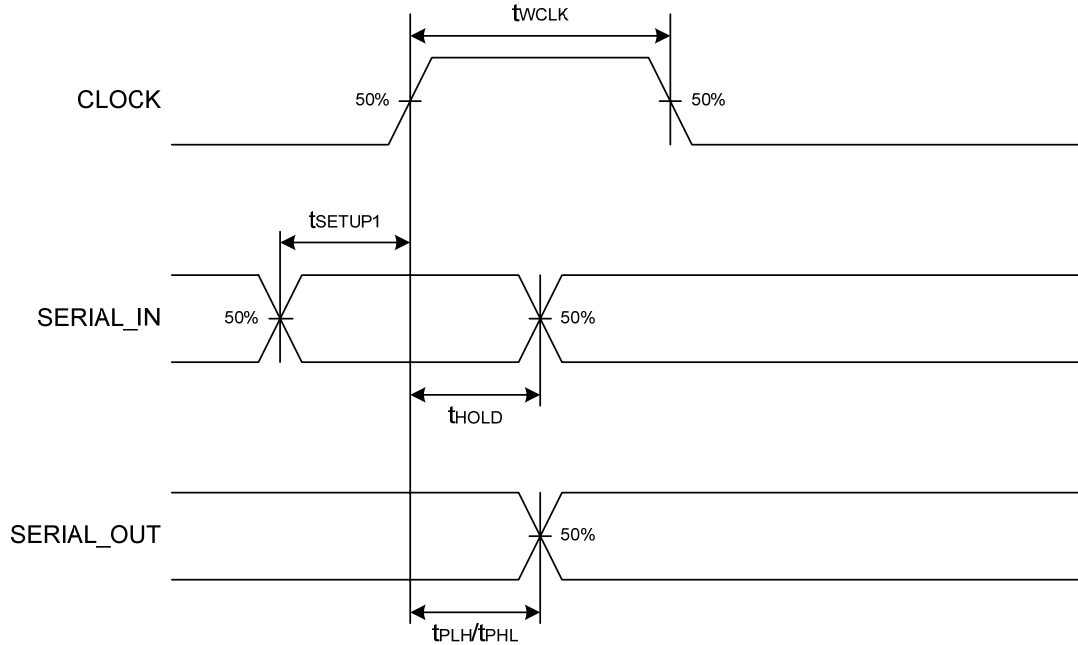 tWCLK
CLOCK
50%
50%
tSETUP1
SERIAL_IN
50%
50%
tHOLD
SERIAL_OUT
50%
tPLH/tPHL